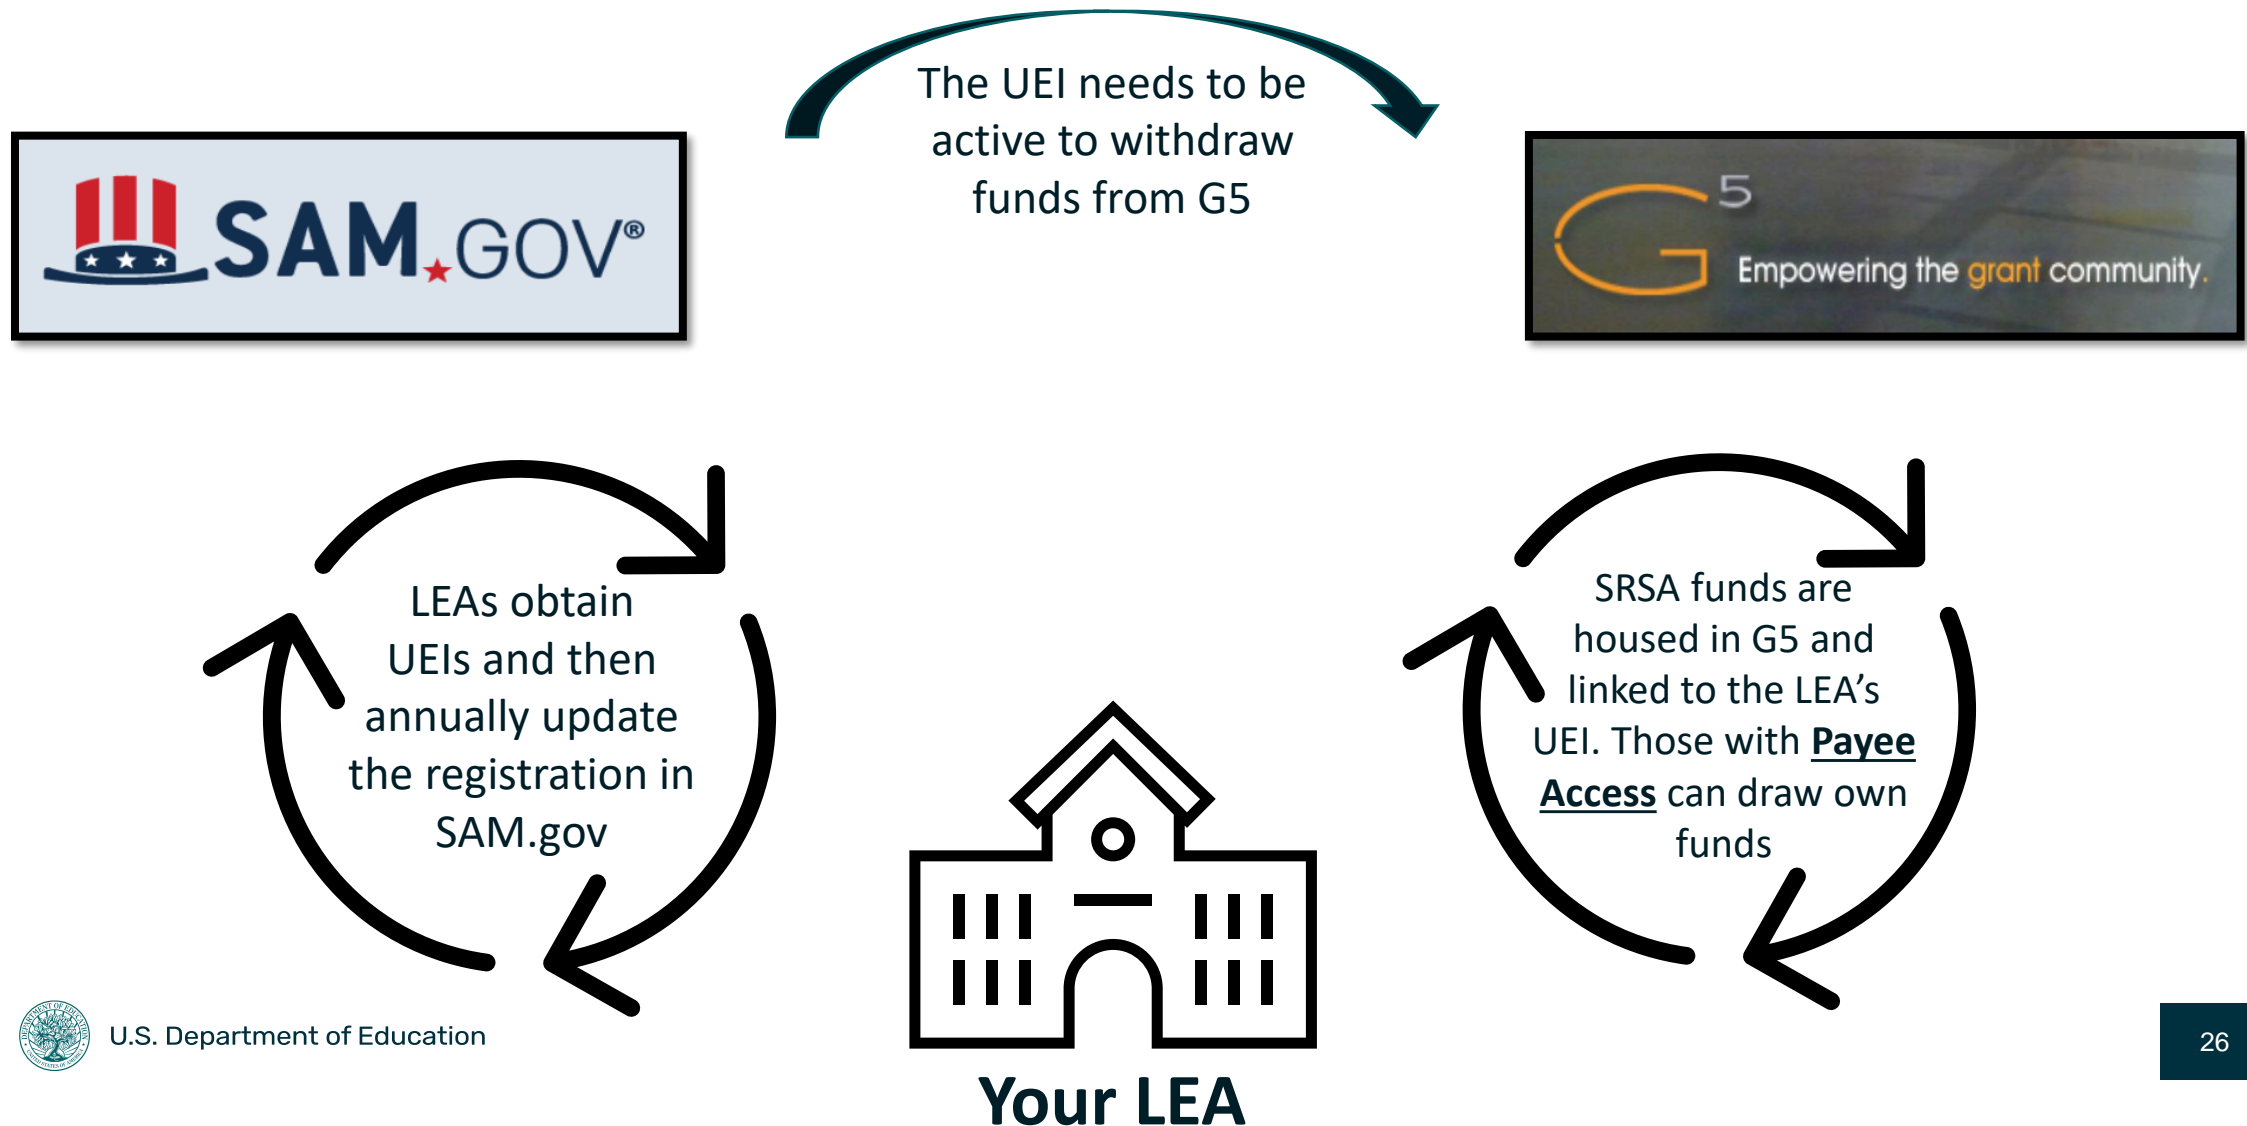 The UEI needs to be
active to withdraw
funds from G5
SAM.GOV®
G5
Empowering the grant community.
LEAs obtain
UEIs and then
annually update
the registration in
SAM.gov
SRSA funds are
housed in G5 and
linked to the LEA’s
UEI. Those with Payee
Access can draw own
funds
U.S. Department of Education
26
Your LEA